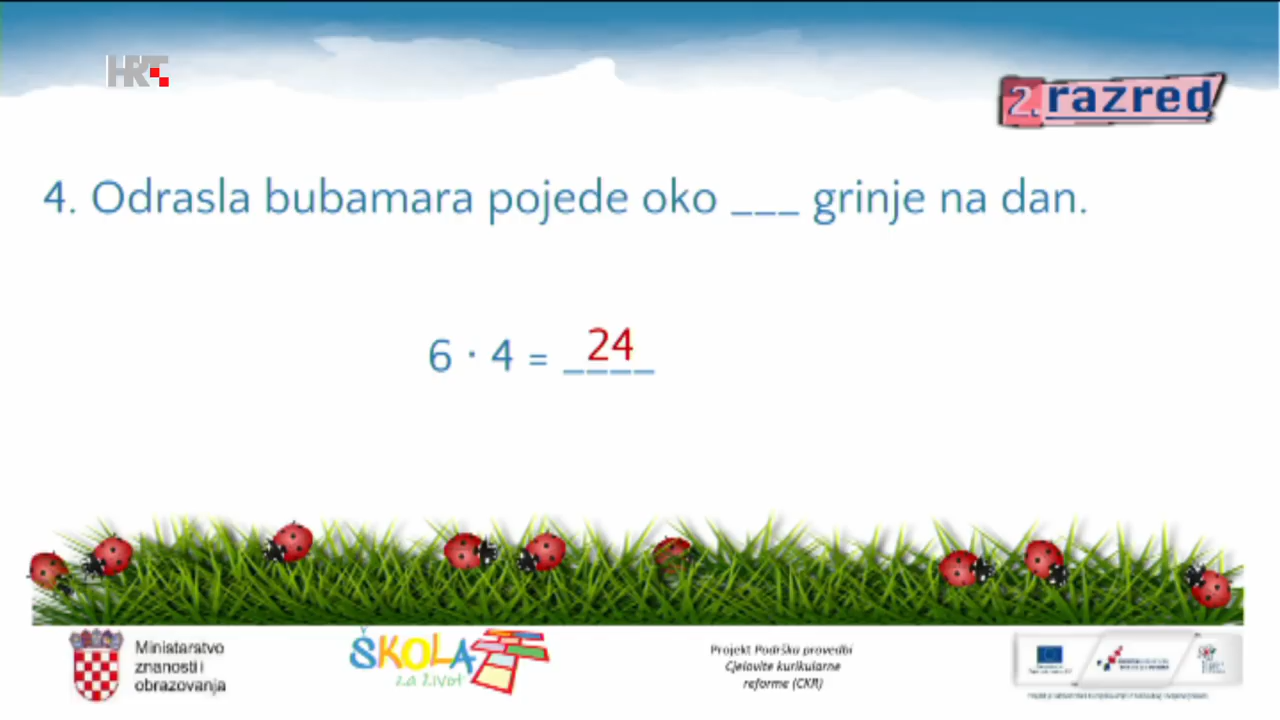 HRT
2. razred
4. Odrasla bubamara pojede oko ___ grinje na dan.
6 · 4 = ____
24
Ministarstvo
znanosti i
obrazovanja
ŠKOLA
za život
Projekt Podrška provedbi
Cjelovite kurikularne
reforme (CKR)